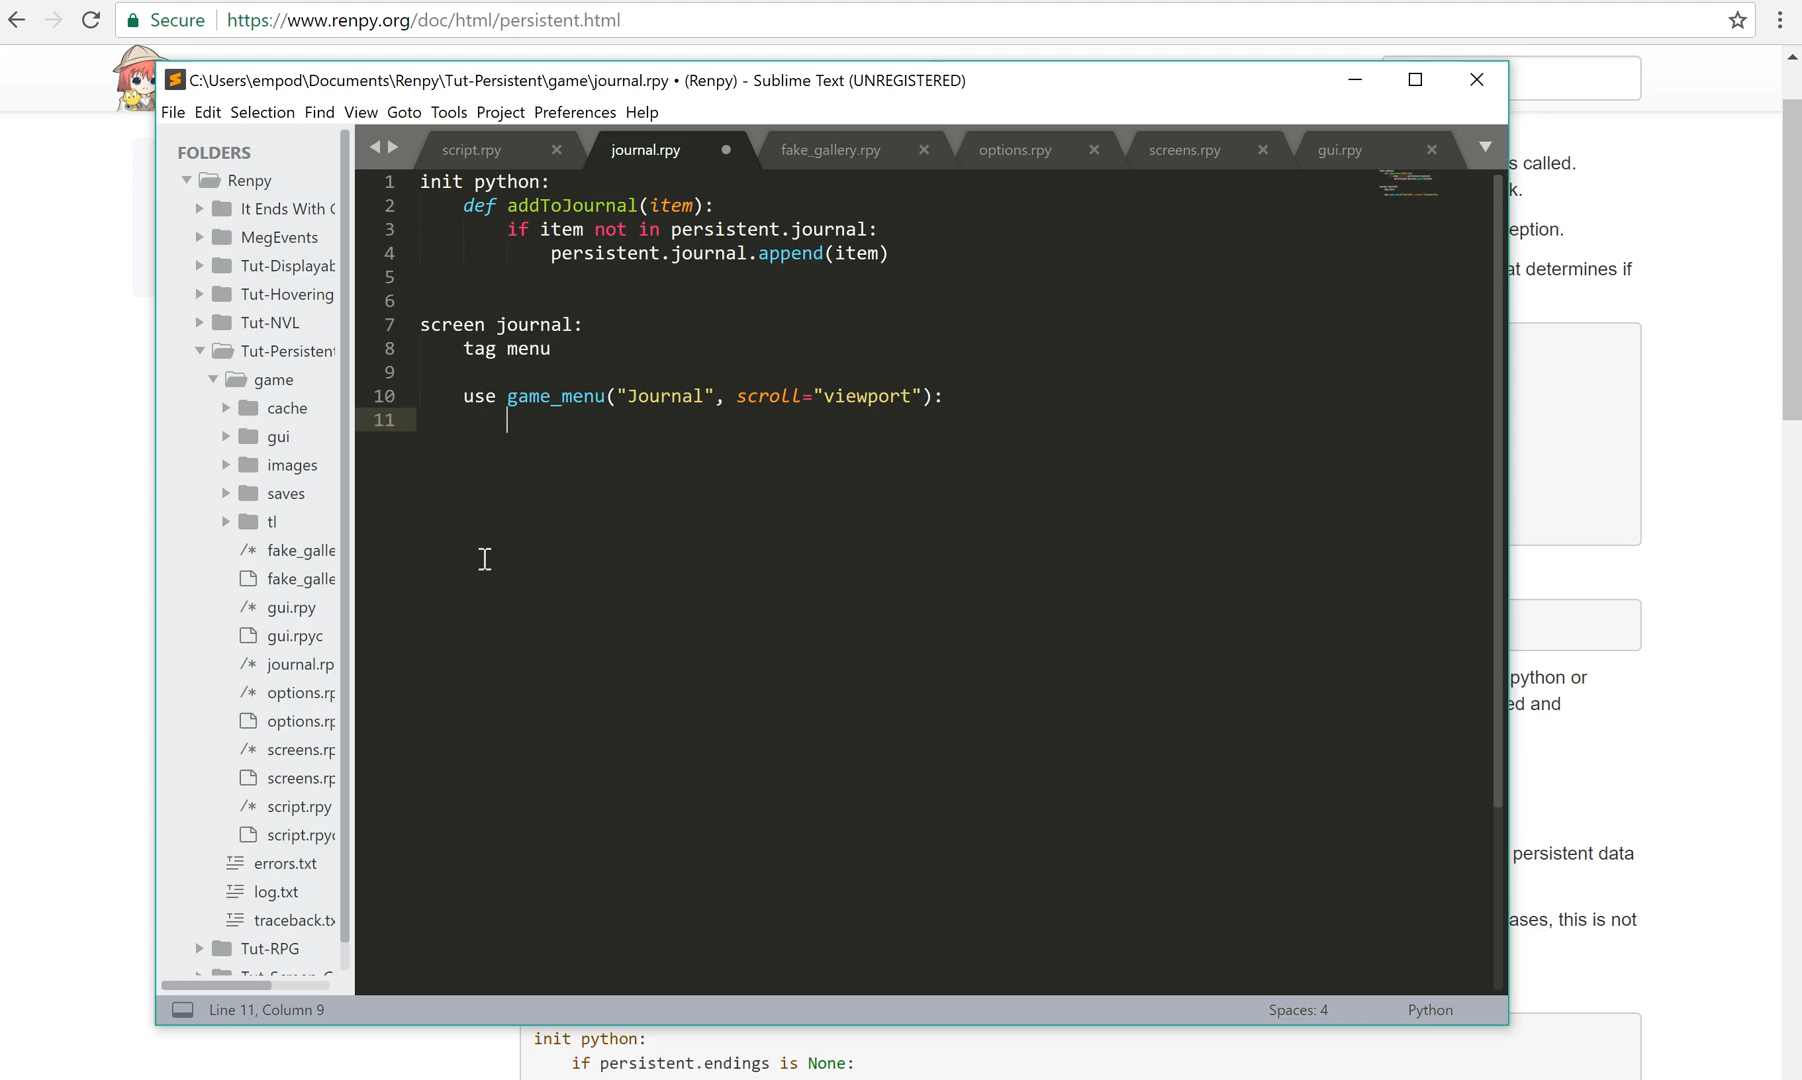 Secure https://www.renpy.org/doc/html/persistent.html
C:\Users\empod\Documents\Renpy\Tut-Persistent\game\journal.rpy • (Renpy) - Sublime Text (UNREGISTERED)
File Edit Selection Find View Goto Tools Project Preferences Help
FOLDERS
Renpy
It Ends With
MegEvents
Tut-Displayab
Tut-Hovering
Tut-NVL
Tut-Persistent
game
cache
gui
images
saves
tl
/* fake_galle
fake_galle
/* gui.rpy
gui.rpyc
/* journal.rp
/* options.rp
options.rp
/* screens.rp
screens.rp
/* script.rpy
script.rpyc
errors.txt
log.txt
traceback.tx
Tut-RPG
script.rpy journal.rpy fake_gallery.rpy options.rpy screens.rpy gui.rpy
1 init python:
2 def addToJournal(item):
3 if item not in persistent.journal:
4 persistent.journal.append(item)
5
6
7 screen journal:
8 tag menu
9
10 use game_menu("Journal", scroll="viewport"):
11
Line 11, Column 9 Spaces: 4 Python
s called.
k.
eption.
at determines if
python or
ed and
persistent data
ases, this is not
init python:
if persistent.endings is None: